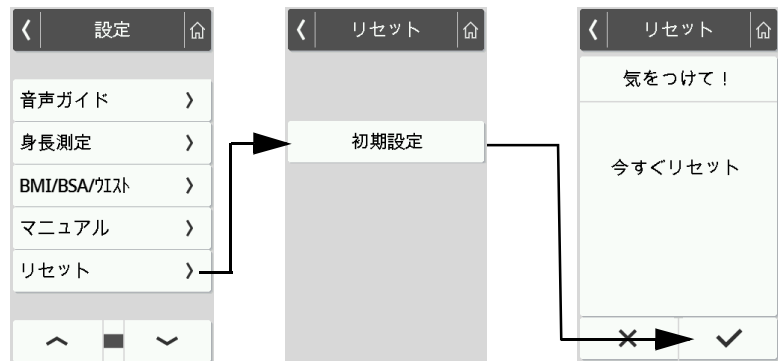 設定
音声ガイド
身長測定
BMI/BSA/ウエスト
マニュアル
リセット
リセット
初期設定
リセット
気をつけて！
今すぐリセット